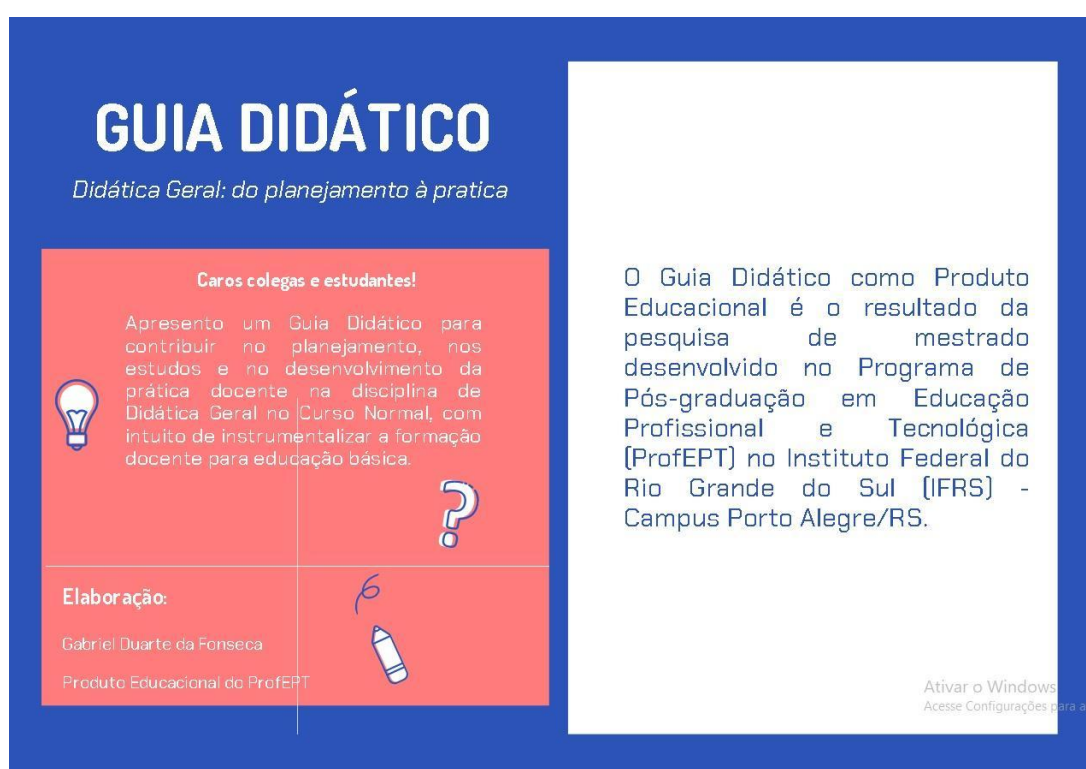 GUIA DIDÁTICO
Didática Geral: do planejamento à pratica
Caros colegas e estudantes!
Apresento um Guia Didático para
contribuir no planejamento, nos
estudos e no desenvolvimento da
prática docente na disciplina de
Didática Geral no Curso Normal, com
intuito de instrumentalizar a formação
docente para educação básica.
?
Elaboração:
Gabriel Duarte da Fonseca
Produto Educacional do ProfEPT
O Guia Didático como Produto
Educacional é o resultado da
pesquisa de mestrado
desenvolvido no Programa de
Pós-graduação em Educação
Profissional e Tecnológica
(ProfEPT) no Instituto Federal do
Rio Grande do Sul (IFRS) -
Campus Porto Alegre/RS.
Ativar o Windows
Acesse Configurações para a